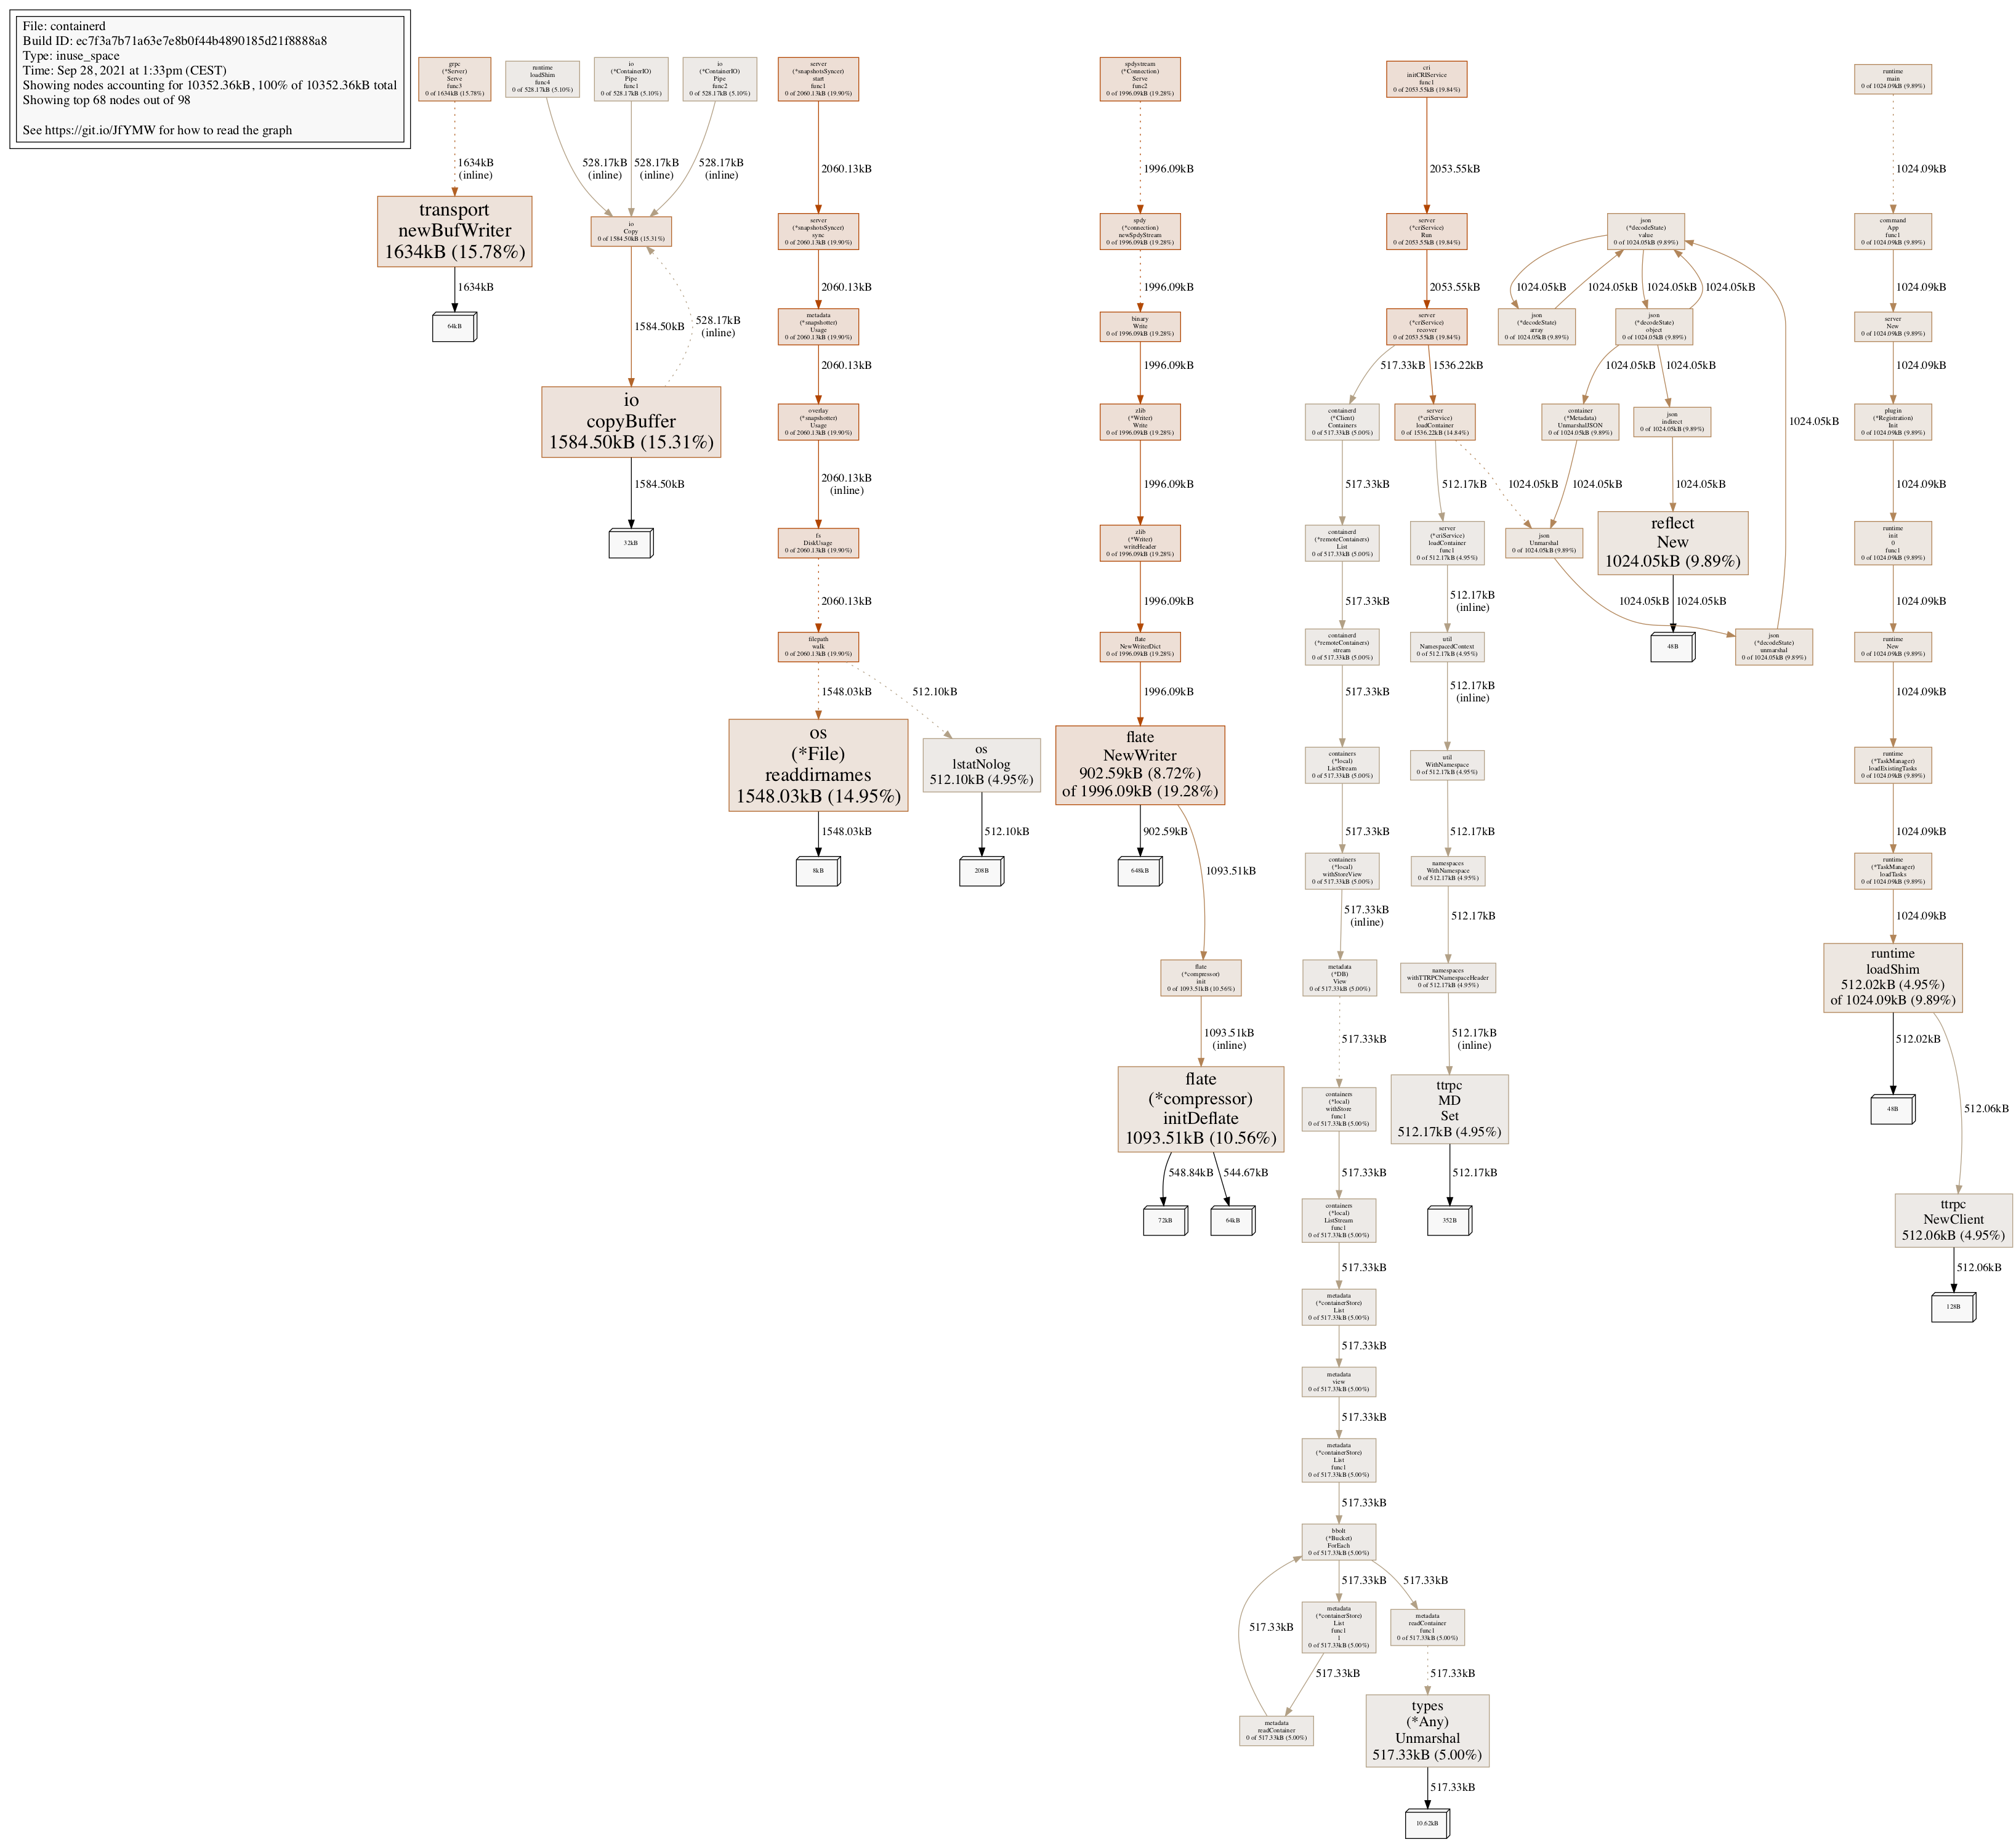 File: containerd
Build ID: ec7f3a7b71a63e7e8b0f44b4890185d21f8888a8
Type: inuse_space
Time: Sep 28, 2021 at 1:33pm (CEST)
Showing nodes accounting for 10352.36kB, 100% of 10352.36kB total
Showing top 68 nodes out of 98
See https://git.io/JfYMW for how to read the graph
grpc
(*Server)
Serve
func3
0 of 1634kB (15.78%)
1634kB
(inline)
transport
newBufWriter
1634kB (15.78%)
1634kB
64kB
runtime
loadShim
func4
0 of 528.17kB (5.10%)
io
(*ContainerIO)
Pipe
func1
0 of 528.17kB (5.10%)
io
(*ContainerIO)
Pipe
func2
0 of 528.17kB (5.10%)
528.17kB
(inline)
528.17kB
(inline)
528.17kB
(inline)
io
Copy
0 of 1584.50kB (15.31%)
1584.50kB
528.17kB
(inline)
io
copyBuffer
1584.50kB (15.31%)
1584.50kB
32kB
server
(*snapshotsSyncer)
start
func1
0 of 2060.13kB (19.90%)
2060.13kB
server
(*snapshotsSyncer)
sync
0 of 2060.13kB (19.90%)
2060.13kB
metadata
(*snapshotter)
Usage
0 of 2060.13kB (19.90%)
2060.13kB
overlay
(*snapshotter)
Usage
0 of 2060.13kB (19.90%)
2060.13kB
(inline)
fs
DiskUsage
0 of 2060.13kB (19.90%)
2060.13kB
filepath
walk
0 of 2060.13kB (19.90%)
1548.03kB
512.10kB
os
(*File)
readdirnames
1548.03kB (14.95%)
1548.03kB
8kB
os
lstatNolog
512.10kB (4.95%)
512.10kB
208B
spdystream
(*Connection)
Serve
func2
0 of 1996.09kB (19.28%)
1996.09kB
spdy
(*connection)
newSpdyStream
0 of 1996.09kB (19.28%)
1996.09kB
binary
Write
0 of 1996.09kB (19.28%)
1996.09kB
zlib
(*Writer)
Write
0 of 1996.09kB (19.28%)
1996.09kB
zlib
(*Writer)
writeHeader
0 of 1996.09kB (19.28%)
1996.09kB
flate
NewWriterDict
0 of 1996.09kB (19.28%)
1996.09kB
flate
NewWriter
902.59kB (8.72%)
of 1996.09kB (19.28%)
902.59kB
648kB
1093.51kB
flate
(*compressor)
init
0 of 1093.51kB (10.56%)
1093.51kB
(inline)
flate
(*compressor)
initDeflate
1093.51kB (10.56%)
548.84kB
544.67kB
72kB
64kB
cri
initCRIService
func1
0 of 2053.55kB (19.84%)
2053.55kB
server
(*criService)
Run
0 of 2053.55kB (19.84%)
2053.55kB
server
(*criService)
recover
0 of 2053.55kB (19.84%)
517.33kB
1536.22kB
containerd
(*Client)
Containers
0 of 517.33kB (5.00%)
517.33kB
containerd
(*remoteContainers)
List
0 of 517.33kB (5.00%)
517.33kB
containerd
(*remoteContainers)
stream
0 of 517.33kB (5.00%)
517.33kB
containers
(*local)
ListStream
0 of 517.33kB (5.00%)
517.33kB
containers
(*local)
withStoreView
0 of 517.33kB (5.00%)
517.33kB
(inline)
metadata
(*DB)
View
0 of 517.33kB (5.00%)
517.33kB
containers
(*local)
withStore
func1
0 of 517.33kB (5.00%)
517.33kB
containers
(*local)
ListStream
func1
0 of 517.33kB (5.00%)
517.33kB
metadata
(*containerStore)
List
0 of 517.33kB (5.00%)
517.33kB
metadata
view
0 of 517.33kB (5.00%)
517.33kB
metadata
(*containerStore)
List
func1
0 of 517.33kB (5.00%)
517.33kB
bbolt
(*Bucket)
ForEach
0 of 517.33kB (5.00%)
517.33kB
517.33kB
517.33kB
metadata
(*containerStore)
List
func1
1
0 of 517.33kB (5.00%)
517.33kB
metadata
readContainer
0 of 517.33kB (5.00%)
metadata
readContainer
func1
0 of 517.33kB (5.00%)
517.33kB
types
(*Any)
Unmarshal
517.33kB (5.00%)
517.33kB
10.62kB
server
(*criService)
loadContainer
0 of 1536.22kB (14.84%)
512.17kB
1024.05kB
server
(*criService)
loadContainer
func1
0 of 512.17kB (4.95%)
512.17kB
(inline)
util
NamespacedContext
0 of 512.17kB (4.95%)
512.17kB
(inline)
util
WithNamespace
0 of 512.17kB (4.95%)
512.17kB
namespaces
WithNamespace
0 of 512.17kB (4.95%)
512.17kB
namespaces
withTTRPCNamespaceHeader
0 of 512.17kB (4.95%)
512.17kB
(inline)
ttrpc
MD
Set
512.17kB (4.95%)
512.17kB
352B
json
(*decodeState)
value
0 of 1024.05kB (9.89%)
1024.05kB
1024.05kB
1024.05kB
1024.05kB
json
(*decodeState)
array
0 of 1024.05kB (9.89%)
json
(*decodeState)
object
0 of 1024.05kB (9.89%)
1024.05kB
1024.05kB
container
(*Metadata)
UnmarshalJSON
0 of 1024.05kB (9.89%)
1024.05kB
json
indirect
0 of 1024.05kB (9.89%)
1024.05kB
json
Unmarshal
0 of 1024.05kB (9.89%)
1024.05kB
reflect
New
1024.05kB (9.89%)
1024.05kB
48B
json
(*decodeState)
unmarshal
0 of 1024.05kB (9.89%)
1024.05kB
runtime
main
0 of 1024.09kB (9.89%)
1024.09kB
command
App
func1
0 of 1024.09kB (9.89%)
1024.09kB
server
New
0 of 1024.09kB (9.89%)
1024.09kB
plugin
(*Registration)
Init
0 of 1024.09kB (9.89%)
1024.09kB
runtime
init
0
func1
0 of 1024.09kB (9.89%)
1024.09kB
runtime
New
0 of 1024.09kB (9.89%)
1024.09kB
runtime
(*TaskManager)
loadExistingTasks
0 of 1024.09kB (9.89%)
1024.09kB
runtime
(*TaskManager)
loadTasks
0 of 1024.09kB (9.89%)
1024.09kB
runtime
loadShim
512.02kB (4.95%)
of 1024.09kB (9.89%)
512.02kB
48B
512.06kB
ttrpc
NewClient
512.06kB (4.95%)
512.06kB
128B